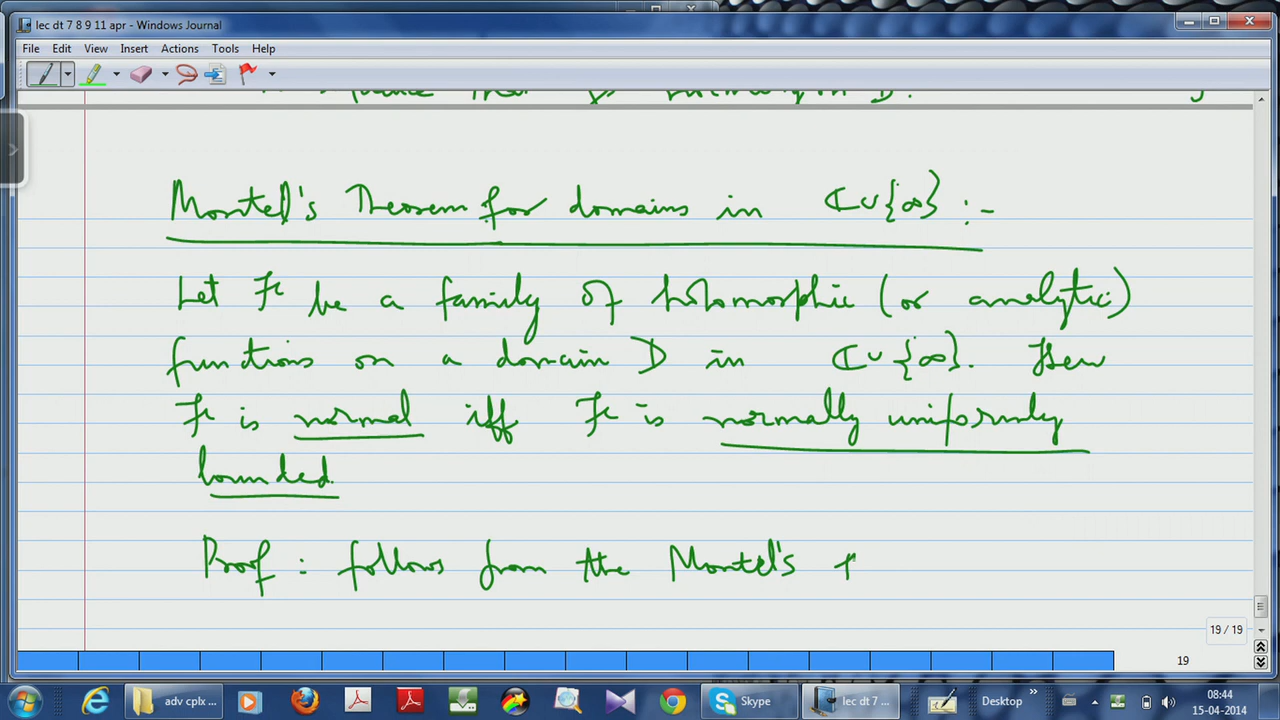 lec dt 7 8 9 11 apr - Windows Journal
File Edit View Insert Actions Tools Help
in D.
Montel's Theorem for domains in ℂ∪{∞} :-
Let ℱ be a family of holomorphic (or analytic)
functions on a domain D in ℂ∪{∞}. Then
ℱ is normal iff ℱ is normally uniformly
bounded.
Proof : follows from the Montel's t
19 / 19
19
adv cplx ...
Skype
lec dt 7 ...
Desktop
08:44
15-04-2014